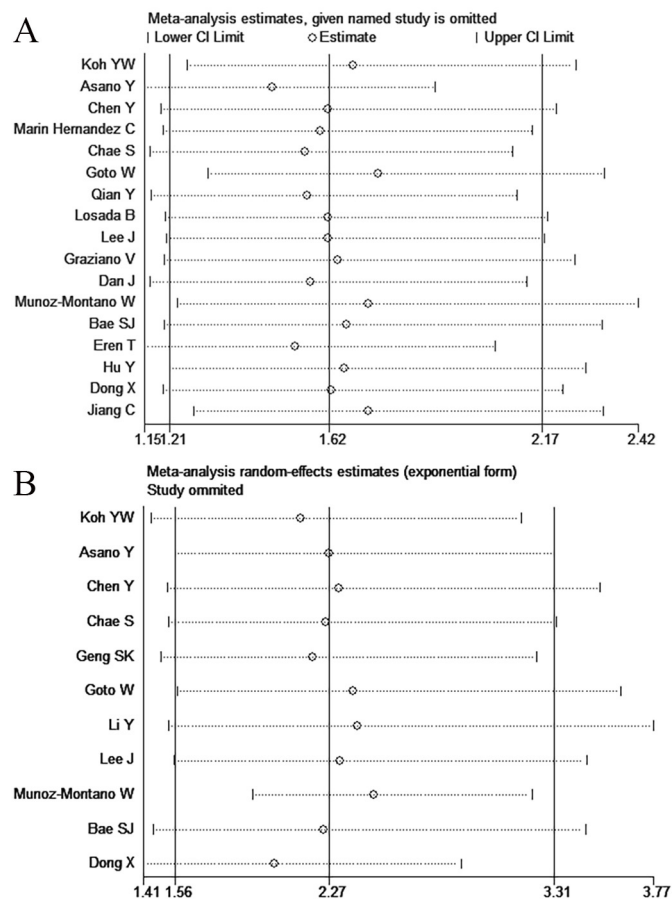 A
Meta-analysis estimates, given named study is omitted
Lower CI Limit Estimate Upper CI Limit
Koh YW
Asano Y
Chen Y
Marin Hernandez C
Chae S
Goto W
Qian Y
Losada B
Lee J
Graziano V
Dan J
Munoz-Montano W
Bae SJ
Eren T
Hu Y
Dong X
Jiang C
1.15 1.21 1.62 2.17 2.42
B
Meta-analysis random-effects estimates (exponential form)
Study ommited
Koh YW
Asano Y
Chen Y
Chae S
Geng SK
Goto W
Li Y
Lee J
Munoz-Montano W
Bae SJ
Dong X
1.41 1.56 2.27 3.31 3.77